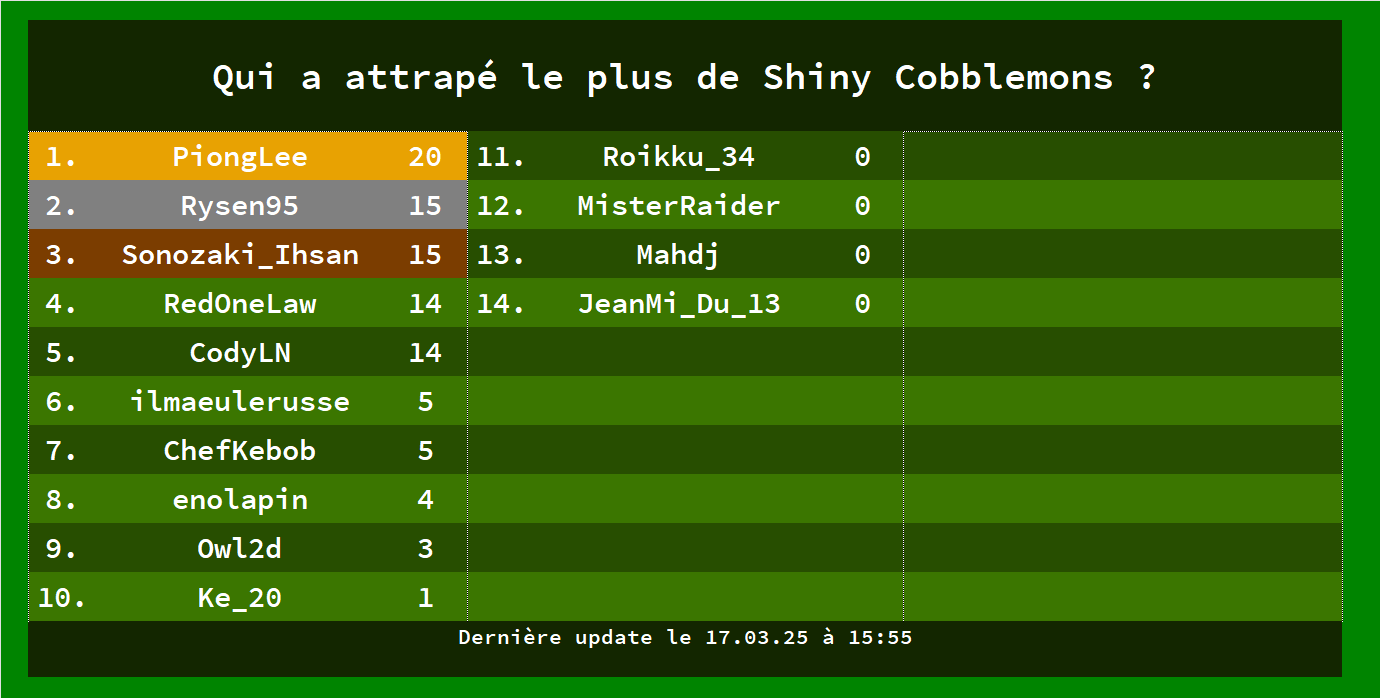 Qui a attrapé le plus de Shiny Cobblemons ?
1. PiongLee 20
2. Rysen95 15
3. Sonozaki_Ihsan 15
4. RedOneLaw 14
5. CodyLN 14
6. ilmaeulerusse 5
7. ChefKebob 5
8. enolapin 4
9. Owl2d 3
10. Ke_20 1
11. Roikku_34 0
12. MisterRaider 0
13. Mahdj 0
14. JeanMi_Du_13 0
Dernière update le 17.03.25 à 15:55